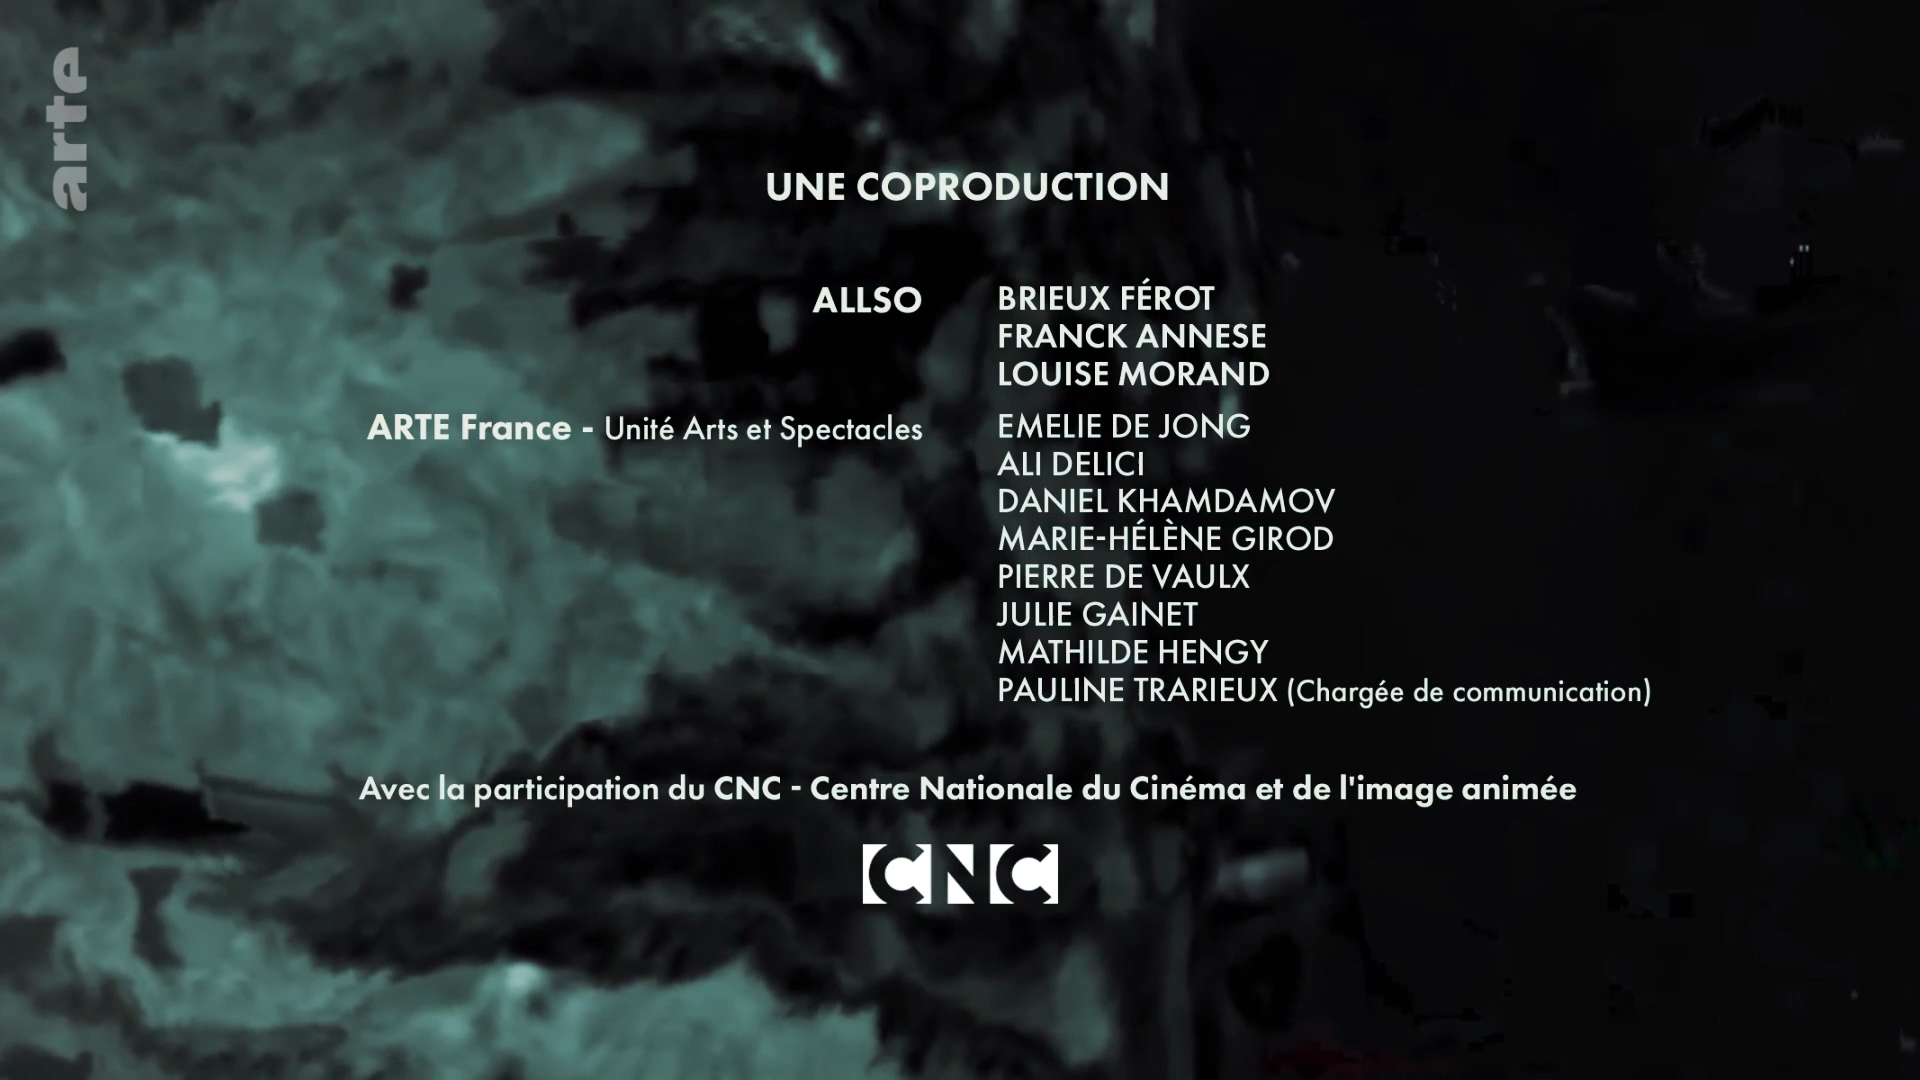 arte
UNE COPRODUCTION
ALLSO BRIEUX FÉROT
FRANCK ANNESE
LOUISE MORAND
ARTE France - Unité Arts et Spectacles EMELIE DE JONG
ALI DELICI
DANIEL KHAMDAMOV
MARIE-HÉLÈNE GIROD
PIERRE DE VAULX
JULIE GAINET
MATHILDE HENGY
PAULINE TRARIEUX (Chargée de communication)
Avec la participation du CNC - Centre Nationale du Cinéma et de l'image animée
CNC